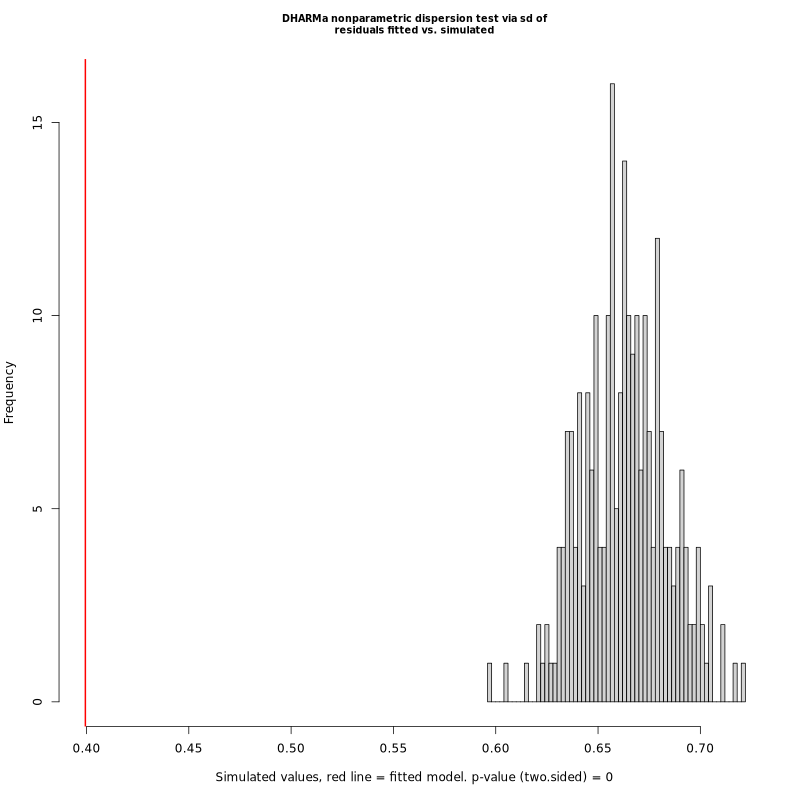 DHARMa nonparametric dispersion test via sd of
residuals fitted vs. simulated
Frequency
15
10
5
0
0.40 0.45 0.50 0.55 0.60 0.65 0.70
Simulated values, red line = fitted model. p-value (two.sided) = 0